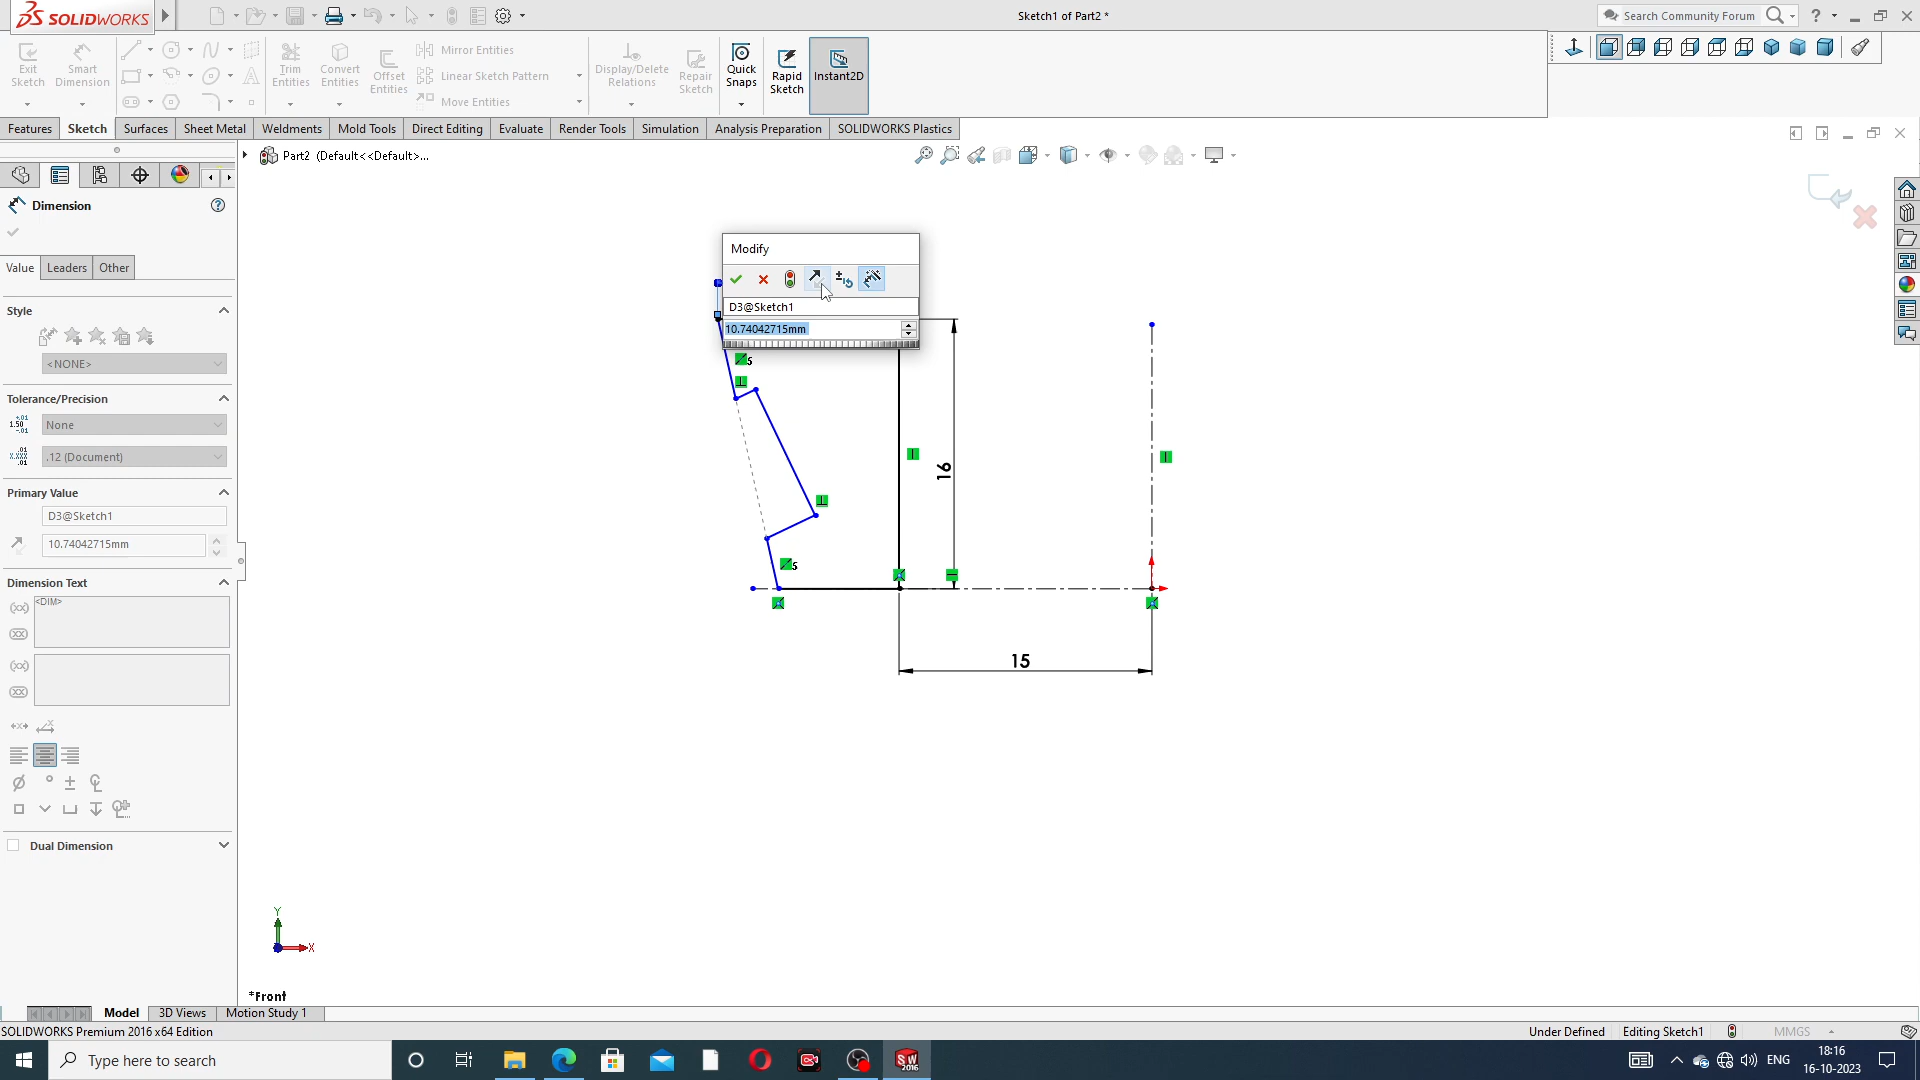 SOLIDWORKS
Sketch1 of Part2 *
Search Community Forum
Exit Sketch
Smart Dimension
Trim Entities
Convert Entities
Offset Entities
Mirror Entities
Linear Sketch Pattern
Move Entities
Display/Delete Relations
Repair Sketch
Quick Snaps
Rapid Sketch
Instant2D
Features
Sketch
Surfaces
Sheet Metal
Weldments
Mold Tools
Direct Editing
Evaluate
Render Tools
Simulation
Analysis Preparation
SOLIDWORKS Plastics
Part2 (Default<<Default>...
Dimension
Value
Leaders
Other
Style
<NONE>
Tolerance/Precision
None
.12 (Document)
Primary Value
D3@Sketch1
10.74042715mm
Dimension Text
<DIM>
Dual Dimension
Modify
D3@Sketch1
10.74042715mm
5
16
5
15
Y
X
*Front
Model
3D Views
Motion Study 1
SOLIDWORKS Premium 2016 x64 Edition
Under Defined
Editing Sketch1
MMGS
Type here to search
ENG
18:16
16-10-2023